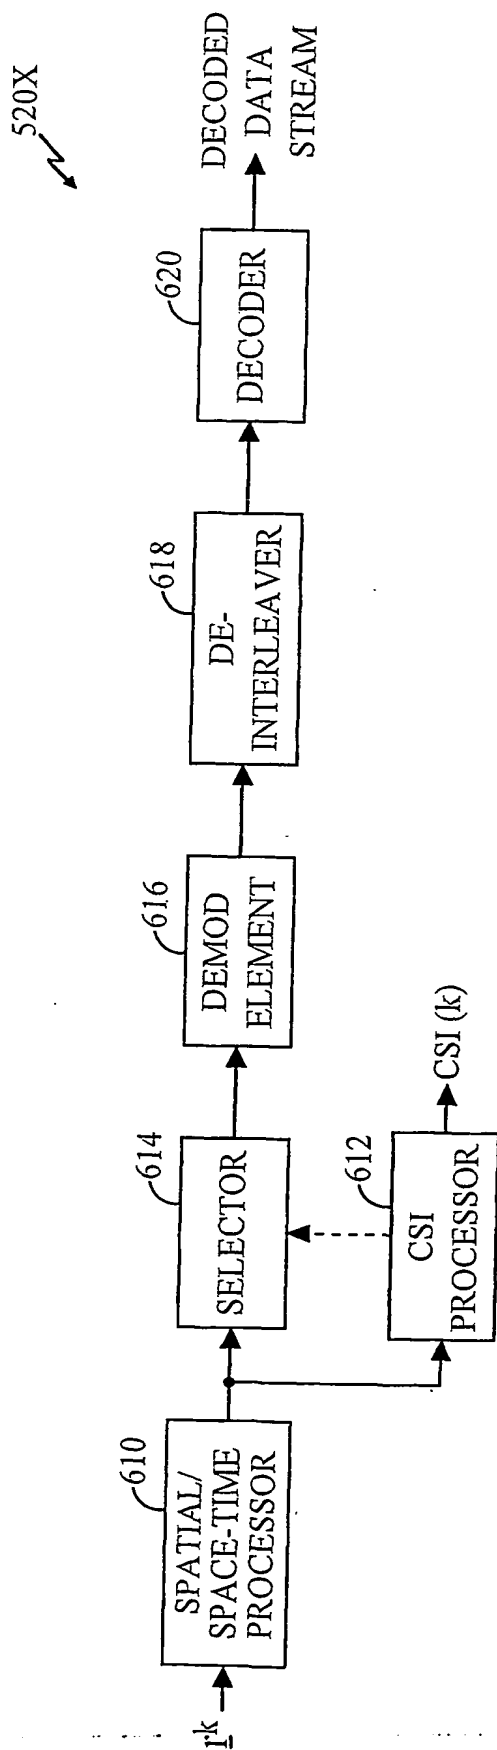 520X
r^k
610
SPATIAL/
SPACE-TIME
PROCESSOR
614
SELECTOR
612
CSI
PROCESSOR
CSI (k)
616
DEMOD
ELEMENT
618
DE-
INTERLEAVER
620
DECODER
DECODED
DATA
STREAM